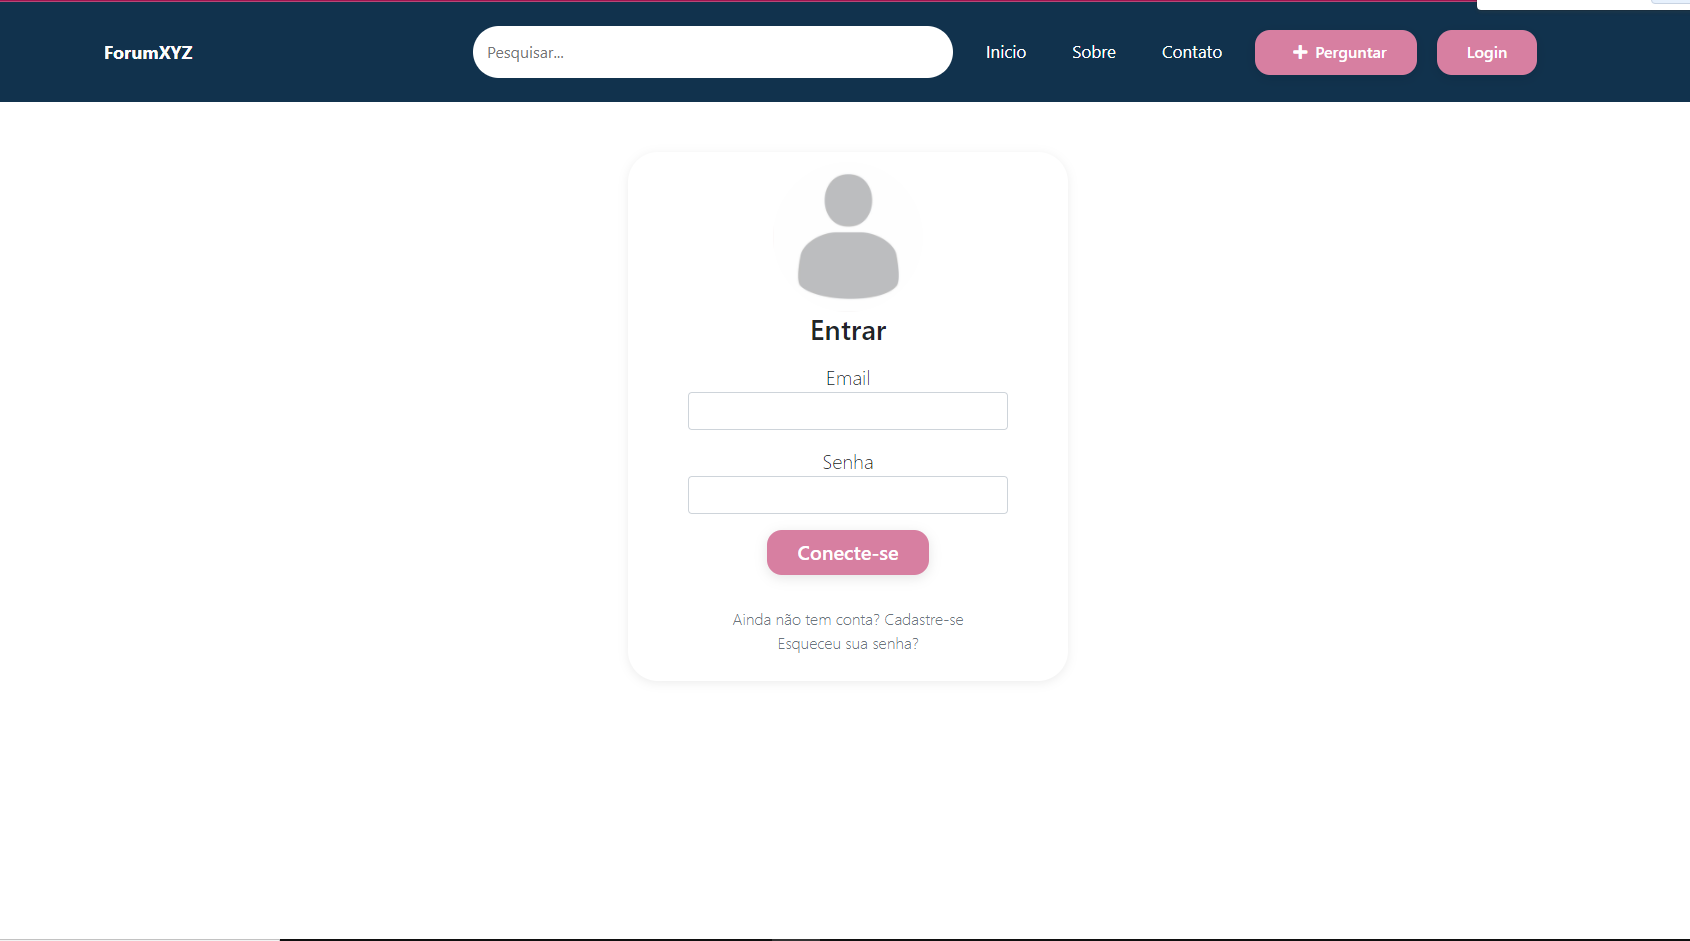 ForumXYZ
Pesquisar...
Inicio
Sobre
Contato
Perguntar
Login
Entrar
Email
Senha
Conecte-se
Ainda não tem conta? Cadastre-se
Esqueceu sua senha?